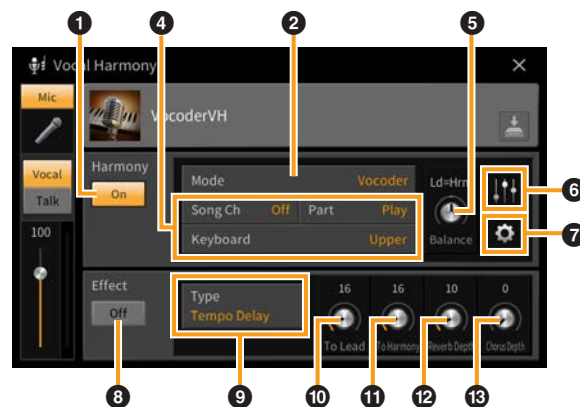 1 4 2 5
Vocal Harmony ×
Mic
VocoderVH
Vocal
Talk
100
Harmony
On
Mode Vocoder
Song Ch Off Part Play
Keyboard Upper
Ld=Hrm
Balance
6
7
Effect
Off
Type
Tempo Delay
16 16 10 0
To Lead To Harmony Reverb Depth Chorus Depth
8 9 10 11 12 13